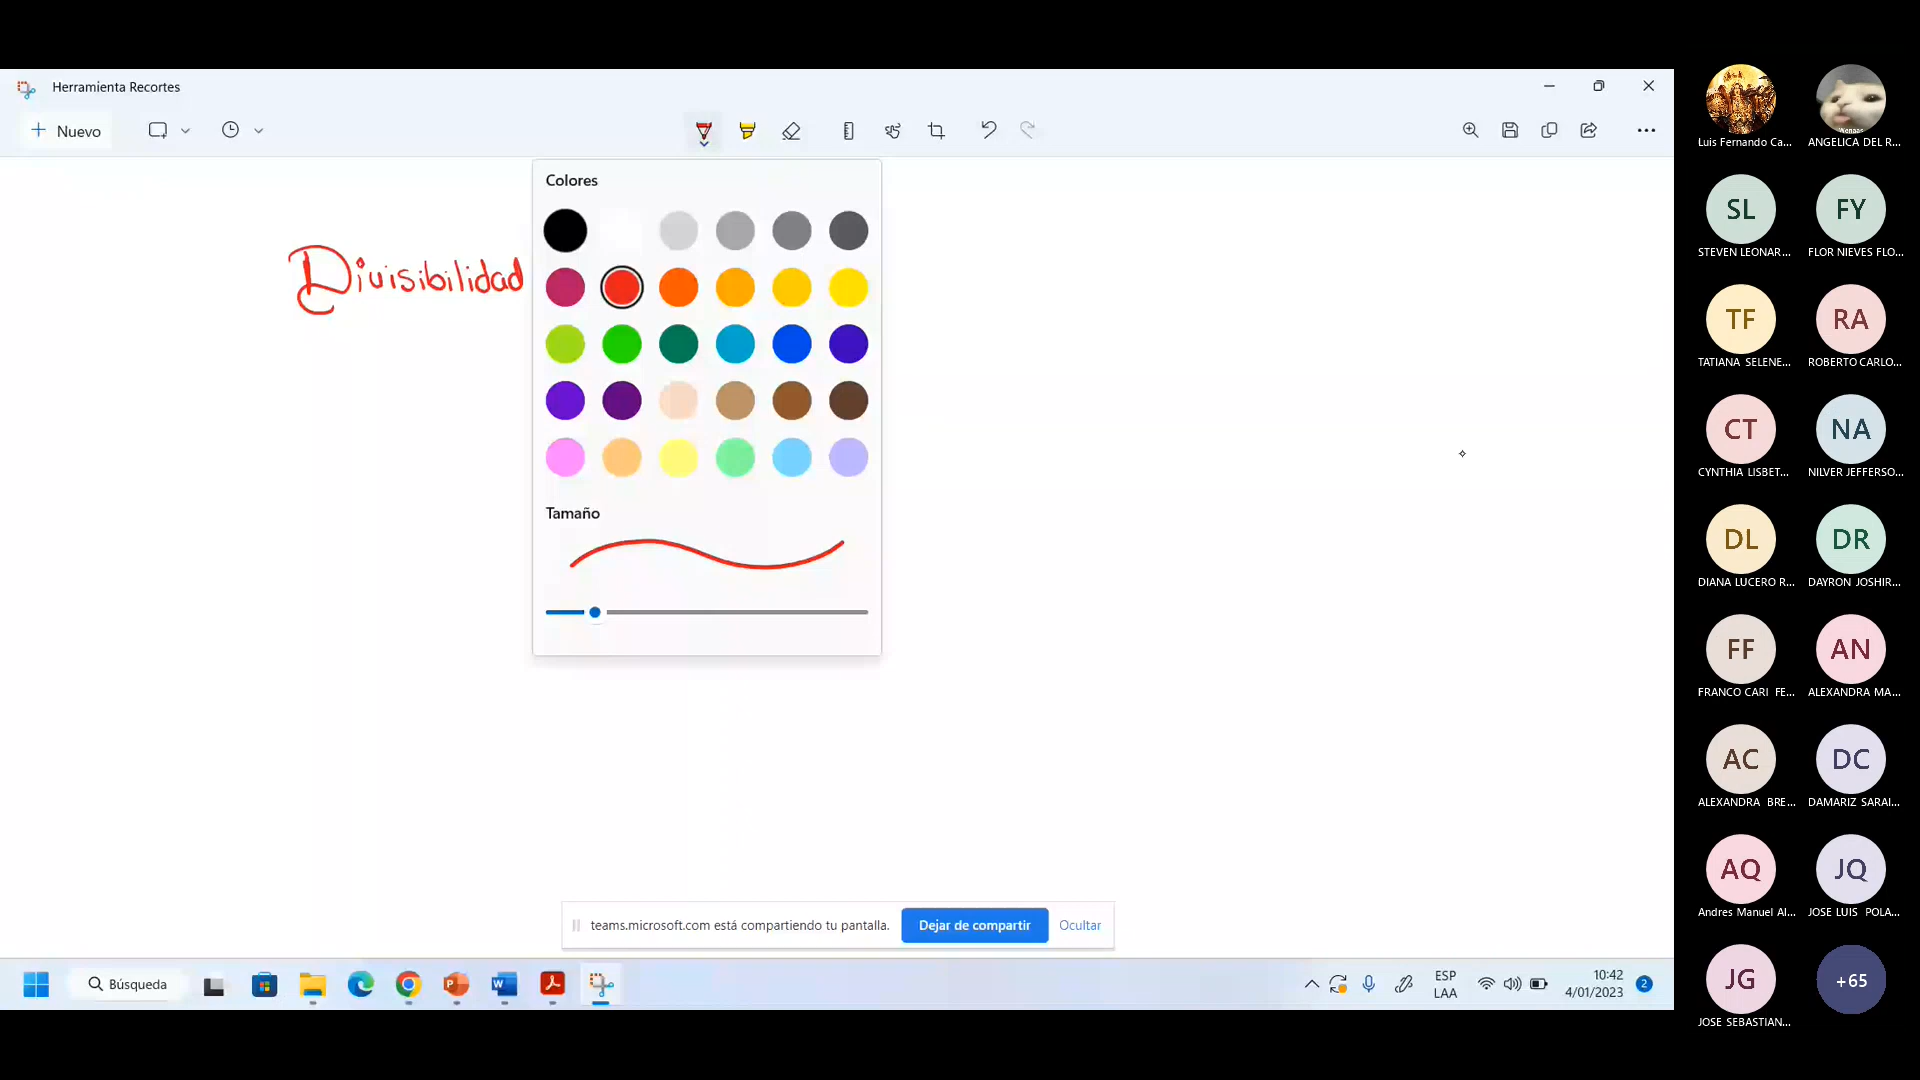 Herramienta Recortes
Nuevo
Divisibilidad
Colores
Tamaño
teams.microsoft.com está compartiendo tu pantalla.
Dejar de compartir
Ocultar
Búsqueda
ESP
LAA
10:42
4/01/2023
2
Luis Fernando Ca...
ANGELICA DEL R...
SL
STEVEN LEONAR...
FY
FLOR NIEVES FLO...
TF
TATIANA SELENE...
RA
ROBERTO CARLO...
CT
CYNTHIA LISBET...
NA
NILVER JEFFERSO...
DL
DIANA LUCERO R...
DR
DAYRON JOSHIR...
FF
FRANCO CARI FE...
AN
ALEXANDRA MA...
AC
ALEXANDRA BRE...
DC
DAMARIZ SARAI...
AQ
Andres Manuel Al...
JQ
JOSE LUIS POLA...
JG
JOSE SEBASTIAN...
+65